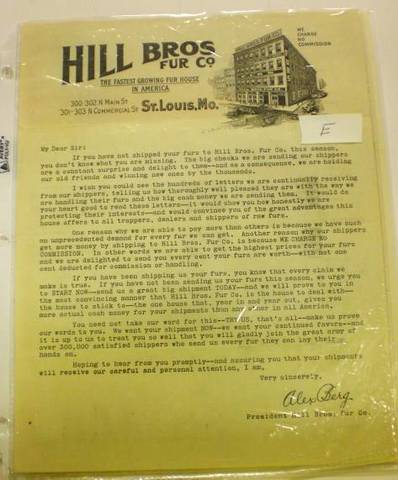 HILL BROS
FUR CO
THE FASTEST GROWING FUR HOUSE
IN AMERICA
300-302 N MAIN ST
301-303 N COMMERCIAL ST
ST. LOUIS, MO.
WE
CHARGE
NO
COMMISSION
E
My Dear Sir:
If you have not shipped your furs to Hill Bros. Fur Co. this season,
you don't know what you are missing. The big checks we are sending our shippers
are a constant surprise and delight to them--and as a consequence, we are holding
our old friends and winning new ones by the thousands.
I wish you could see the hundreds of letters we are continually receiving
from our shippers, telling us how thoroughly well pleased they are with the way we
are handling their furs and the big cash money we are sending them. It would do
your heart good to read these letters--it would show you how honestly we are
protecting their interests--and would convince you of the great advantages this
house offers to all trappers, dealers and shippers of raw furs.
One reason why we are able to pay more than others is because we have such
an unprecedented demand for every fur we can get. Another reason why our shippers
get more money by shipping to Hill Bros. Fur Co. is because WE CHARGE NO
COMMISSION. In other words we are able to get the highest prices for your furs
and we are delighted to send you every cent your furs are worth--with not one
cent deducted for commission or handling.
If you have been shipping us your furs, you know that every claim we
make is true. If you have not been sending us your furs this season, we urge you
to START NOW--send us a great big shipment TODAY--and we will prove to you in
the most convincing manner that Hill Bros. Fur Co. is the house to deal with--
the house to stick to--the one house that, year in and year out, gives you
more actual cash money for your shipments than any other in all America.
You need not take our word for this--TRY US, that's all--make us prove
our words to you. We want your shipment NOW--we want your continued favors--and
it is up to us to treat you so well that you will gladly join the great army of
over 300,000 satisfied shippers who send us every fur they can lay their
hands on.
Hoping to hear from you promptly--and assuring you that your shipments
will receive our careful and personal attention, I am,
Very sincerely,
Alex Berg
President Hill Bros. Fur Co.